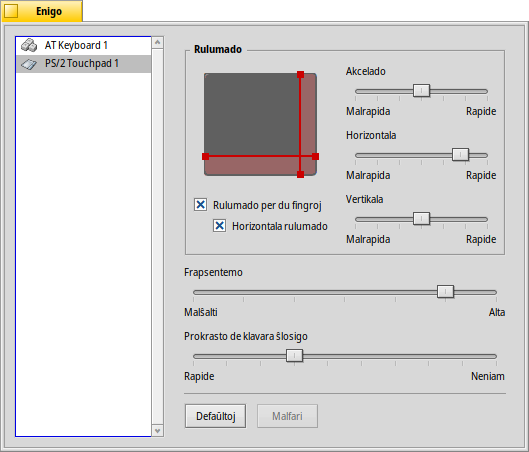 Enigo
AT Keyboard 1
PS/2 Touchpad 1
Rulumado
Akcelado
Malrapida Rapide
Horizontala
Malrapida Rapide
Vertikala
Malrapida Rapide
Rulumado per du fingroj
Horizontala rulumado
Frapsentemo
Malŝalti Alta
Prokrasto de klavara ŝlosigo
Rapide Neniam
Defaŭltoj Malfari